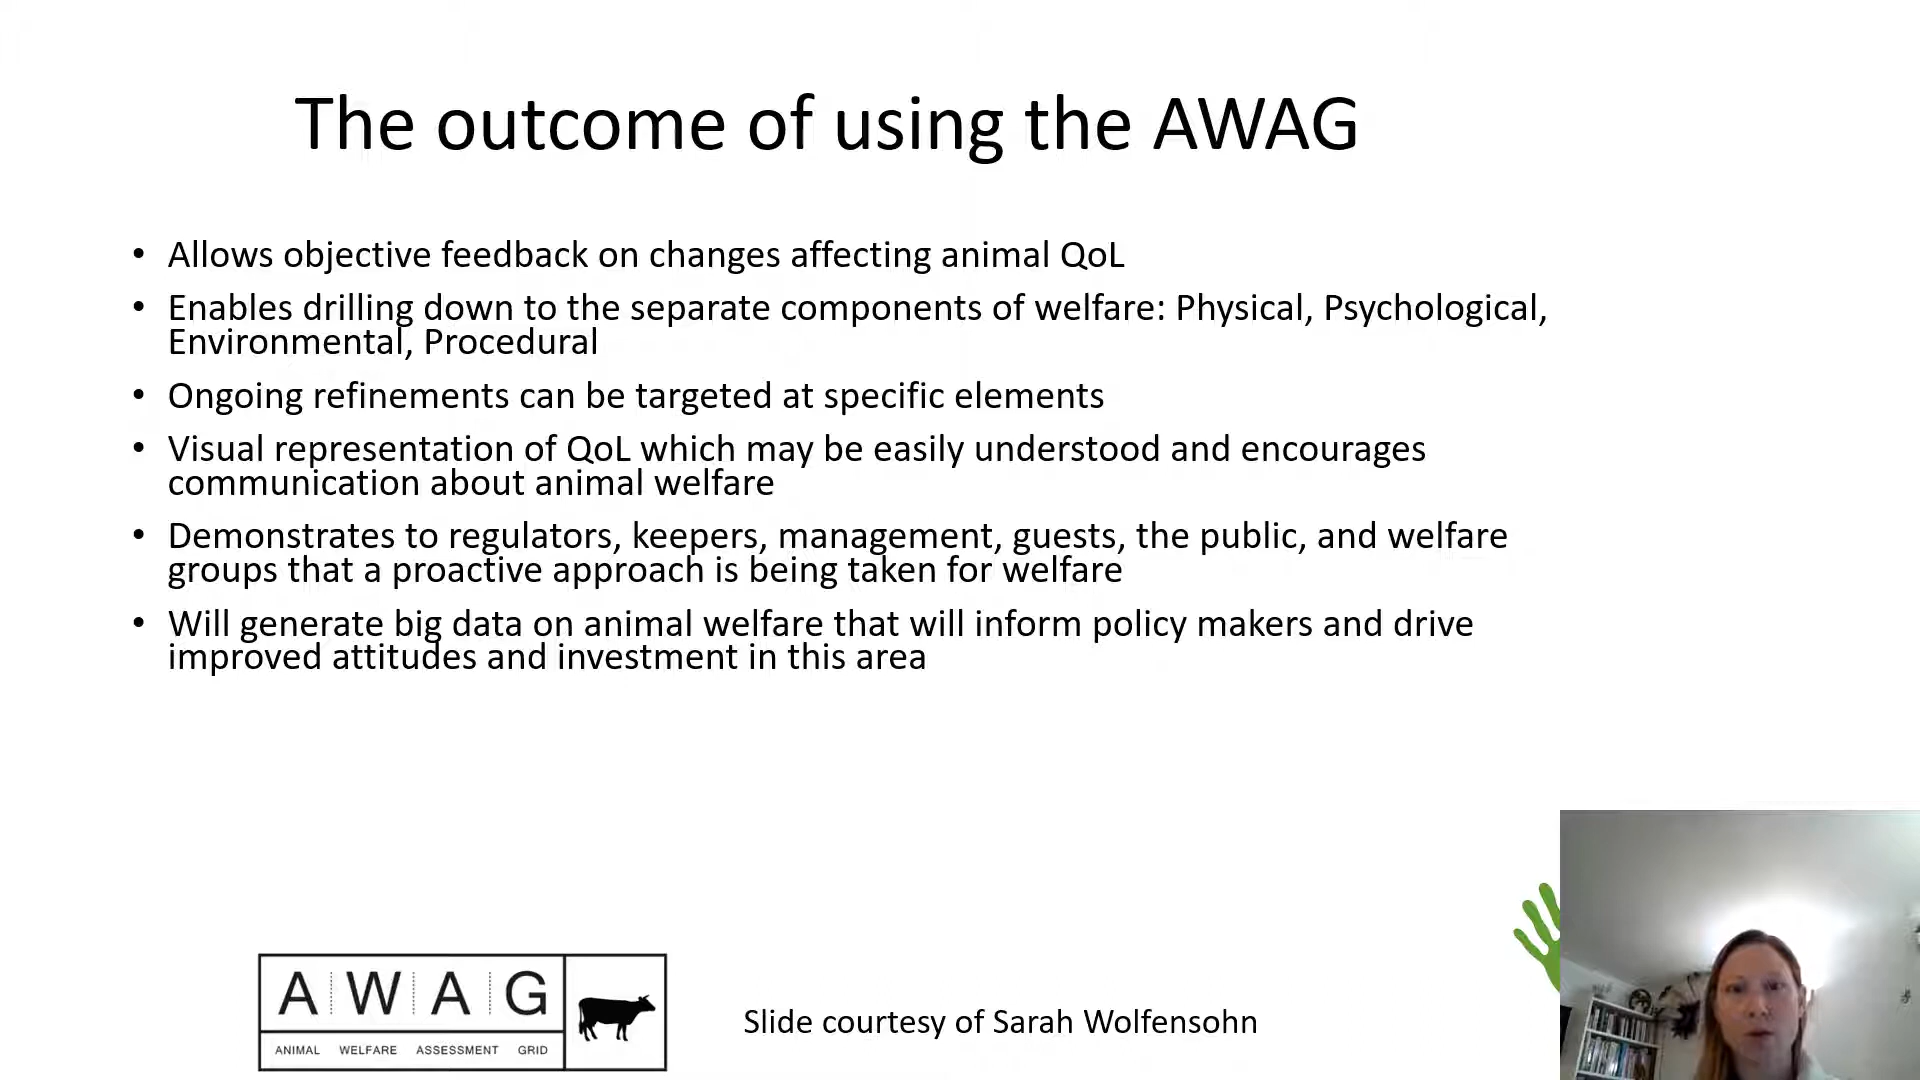 The outcome of using the AWAG
• Allows objective feedback on changes affecting animal QoL
• Enables drilling down to the separate components of welfare: Physical, Psychological,
Environmental, Procedural
• Ongoing refinements can be targeted at specific elements
• Visual representation of QoL which may be easily understood and encourages
communication about animal welfare
• Demonstrates to regulators, keepers, management, guests, the public, and welfare
groups that a proactive approach is being taken for welfare
• Will generate big data on animal welfare that will inform policy makers and drive
improved attitudes and investment in this area
A W A G
ANIMAL WELFARE ASSESSMENT GRID
Slide courtesy of Sarah Wolfensohn